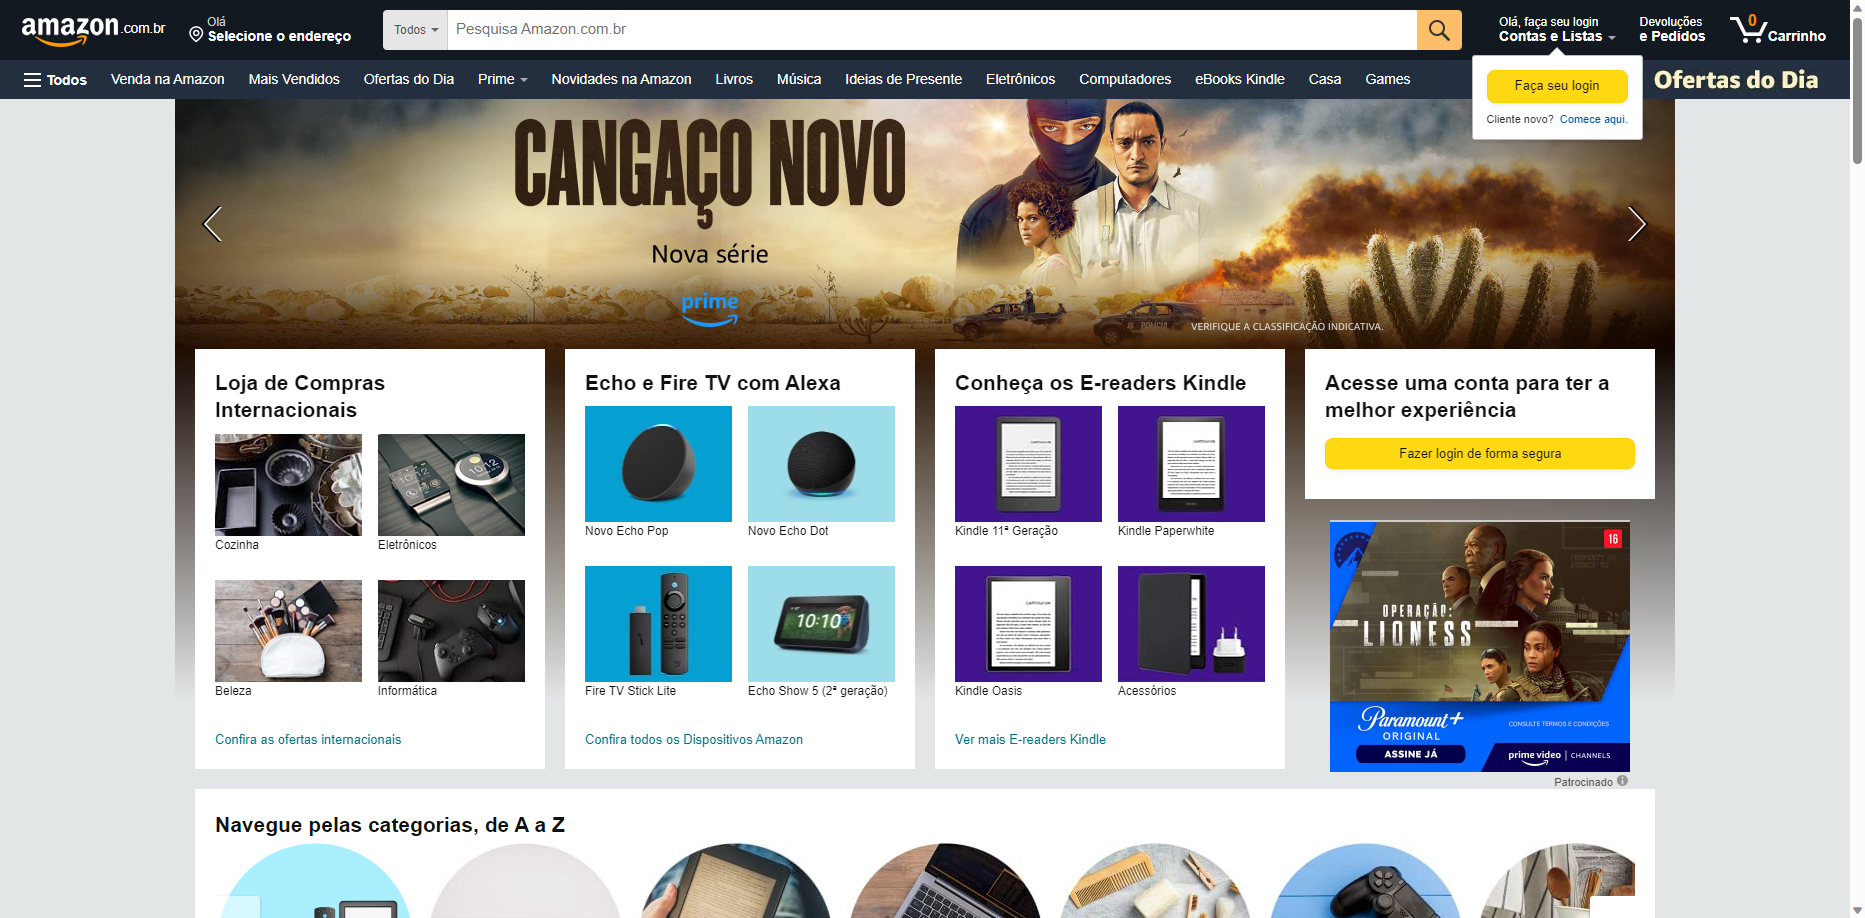 amazon.com.br
Olá
Selecione o endereço
Todos
Pesquisa Amazon.com.br
Olá, faça seu login
Contas e Listas
Devoluções
e Pedidos
0
Carrinho
Todos
Venda na Amazon
Mais Vendidos
Ofertas do Dia
Prime
Novidades na Amazon
Livros
Música
Ideias de Presente
Eletrônicos
Computadores
eBooks Kindle
Casa
Games
Ofertas do Dia
Faça seu login
Cliente novo? Comece aqui.
CANGAÇO NOVO
Nova série
prime
POLÍCIA
VERIFIQUE A CLASSIFICAÇÃO INDICATIVA.
Loja de Compras
Internacionais
Cozinha
Eletrônicos
Beleza
Informática
Confira as ofertas internacionais
Echo e Fire TV com Alexa
Novo Echo Pop
Novo Echo Dot
10:10
Fire TV Stick Lite
Echo Show 5 (2ª geração)
Confira todos os Dispositivos Amazon
Conheça os E-readers Kindle
Kindle 11ª Geração
Kindle Paperwhite
Kindle Oasis
Acessórios
Ver mais E-readers Kindle
Acesse uma conta para ter a
melhor experiência
Fazer login de forma segura
16
PROPERTY OF
OPERAÇÃO:
LIONESS
Paramount+
ORIGINAL
CONSULTE TERMOS E CONDIÇÕES
ASSINE JÁ
prime video | CHANNELS
Patrocinado
Navegue pelas categorias, de A a Z